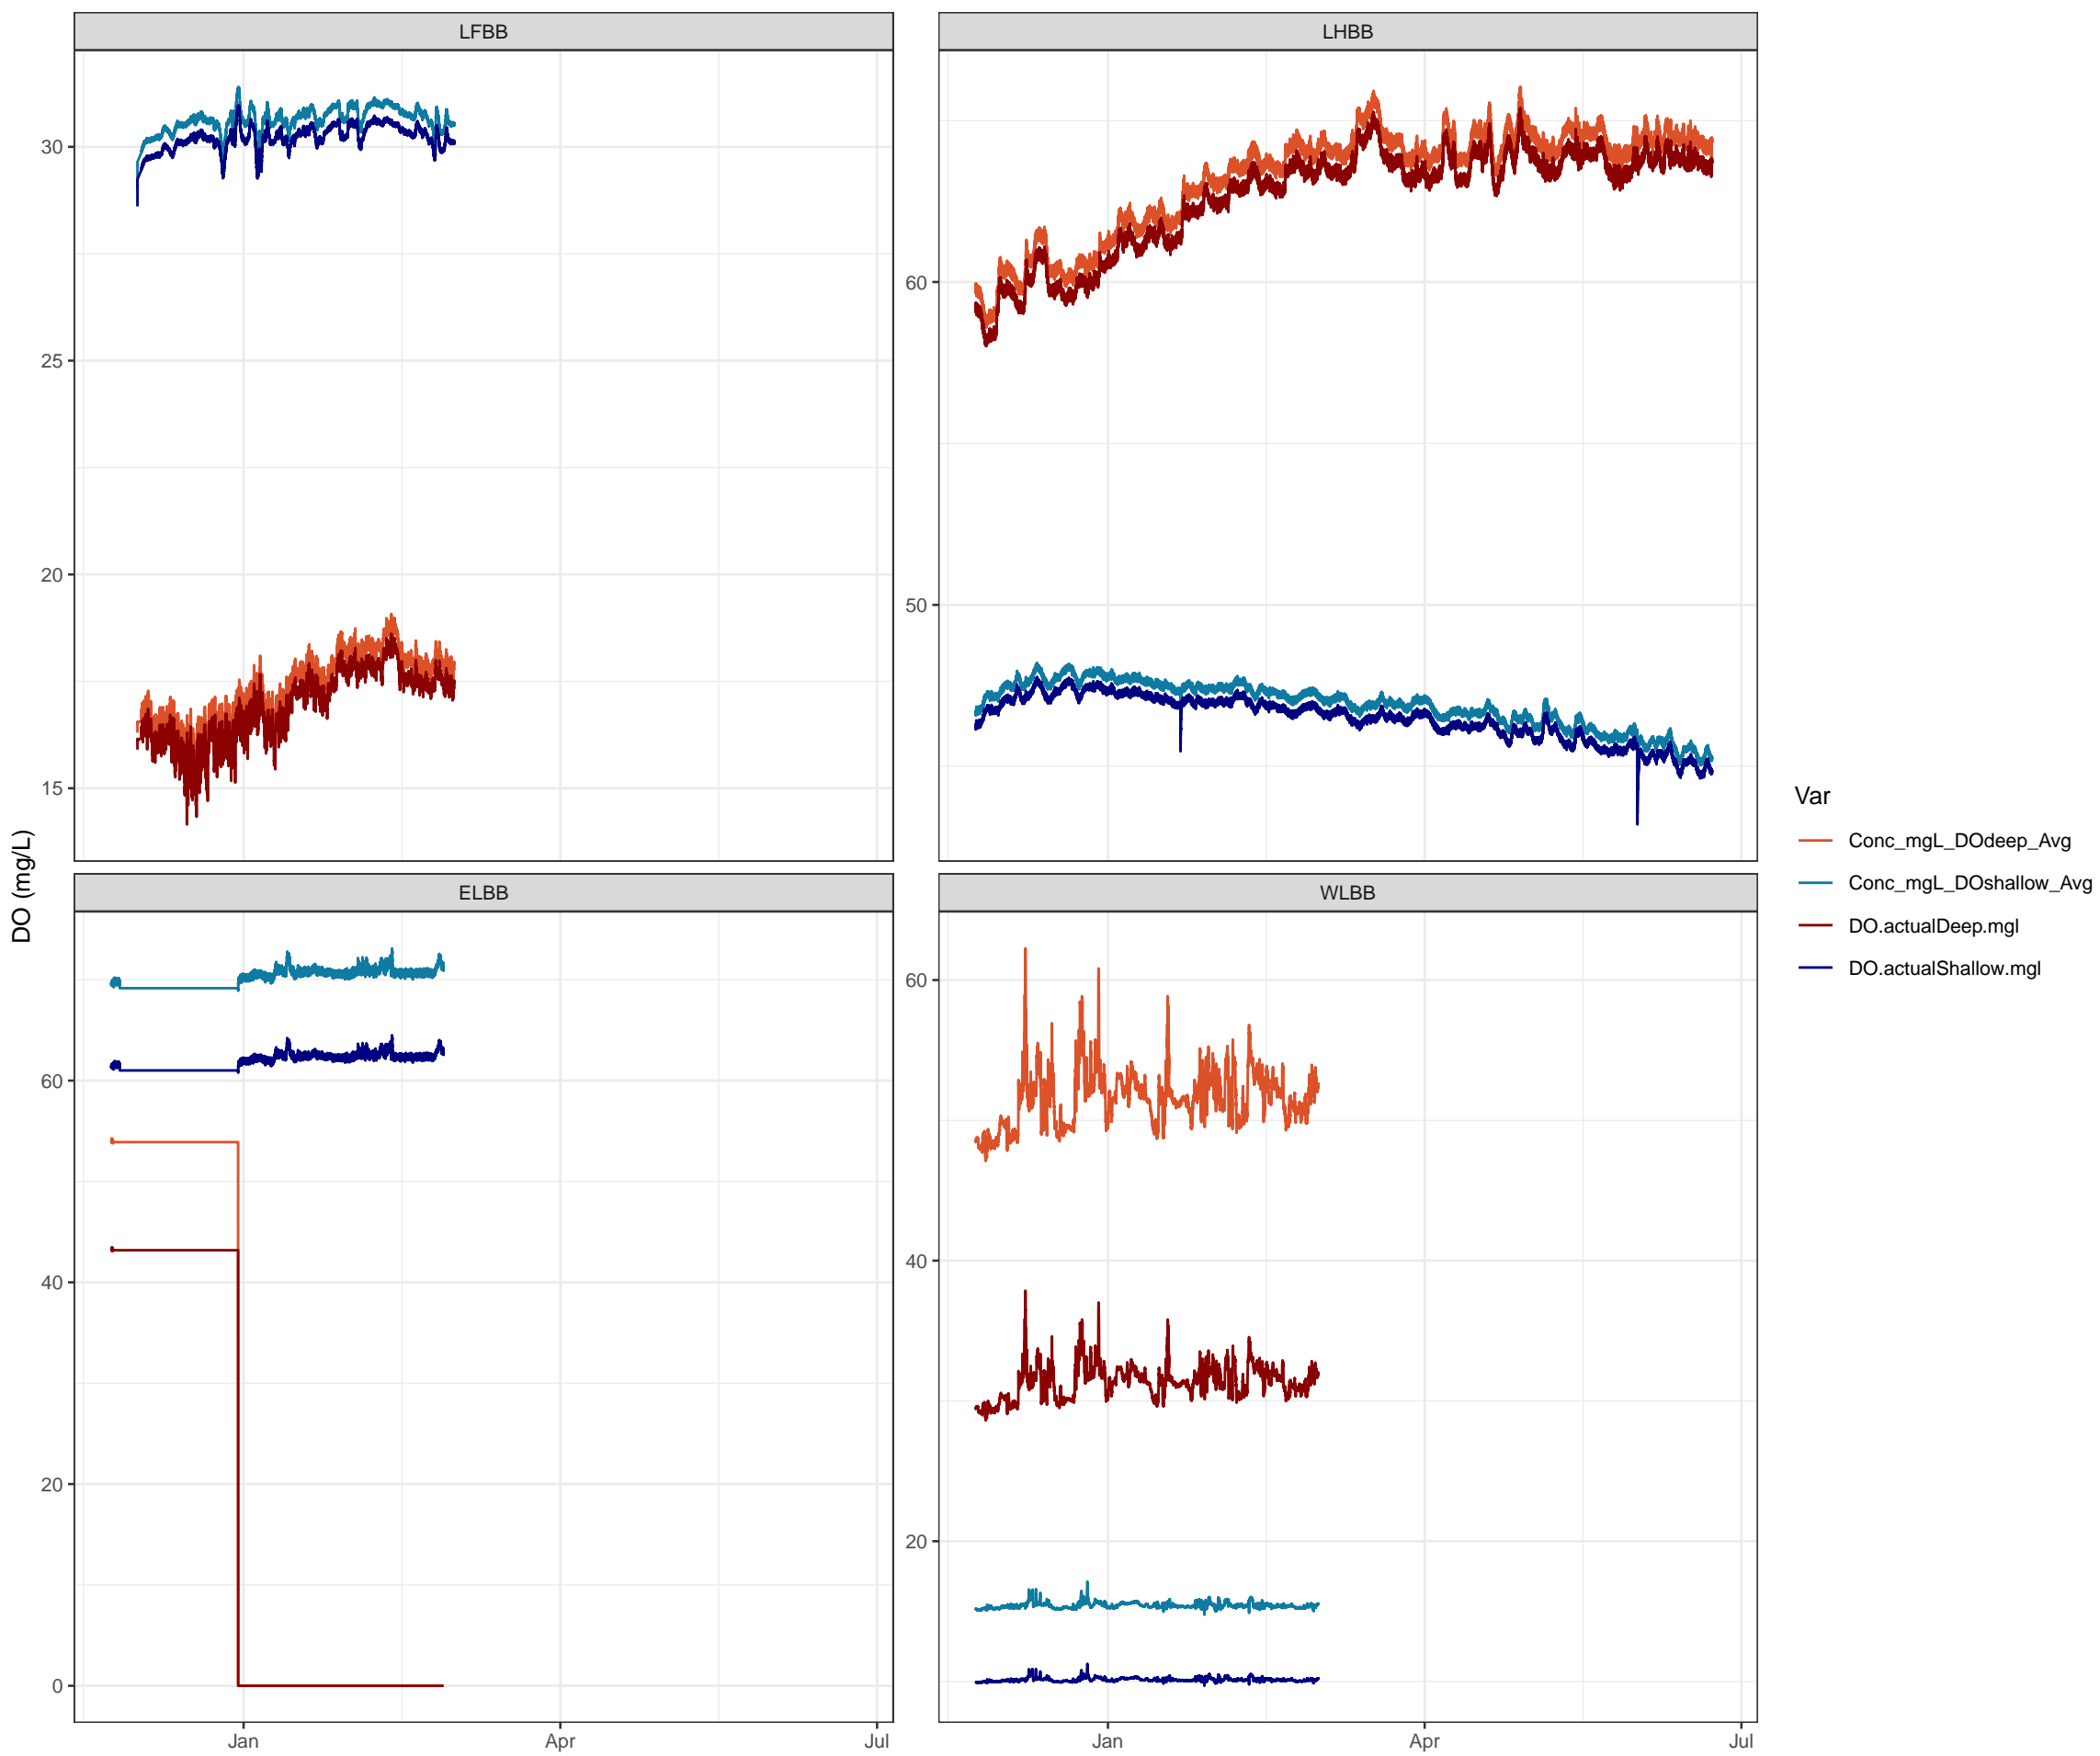 LFBB
LHBB
30
25
20
15
60
50
ELBB
WLBB
60
40
20
0
60
40
20
Jan
Apr
Jul
Jan
Apr
Jul
DO (mg/L)
Var
Conc_mgL_DOdeep_Avg
Conc_mgL_DOshallow_Avg
DO.actualDeep.mgl
DO.actualShallow.mgl